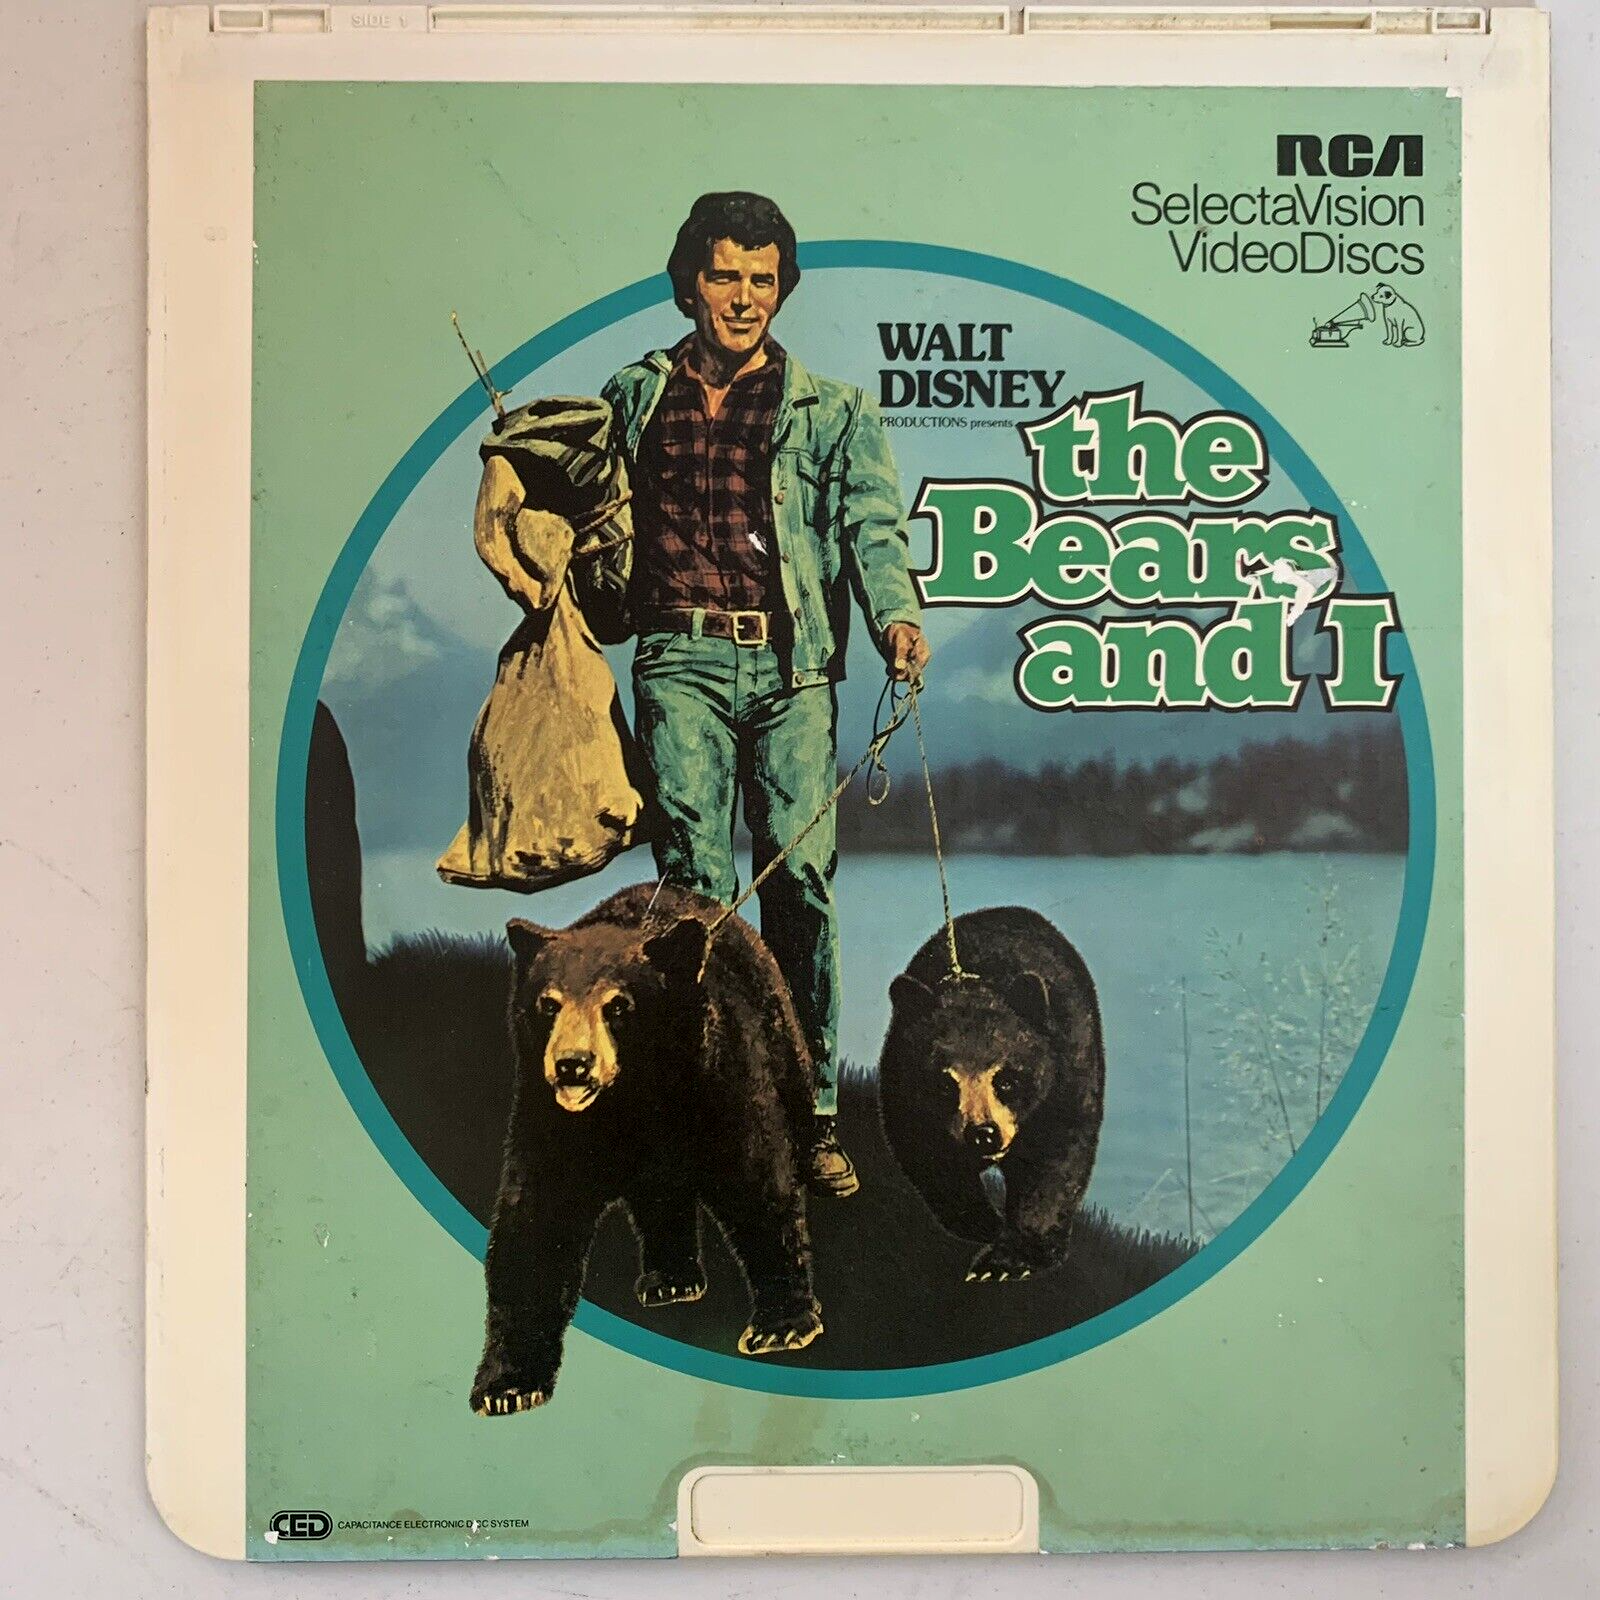 SIDE 1
RCA
SelectaVision
VideoDiscs
WALT
DISNEY
PRODUCTIONS presents
the
Bears
and I
CED CAPACITANCE ELECTRONIC DISC SYSTEM